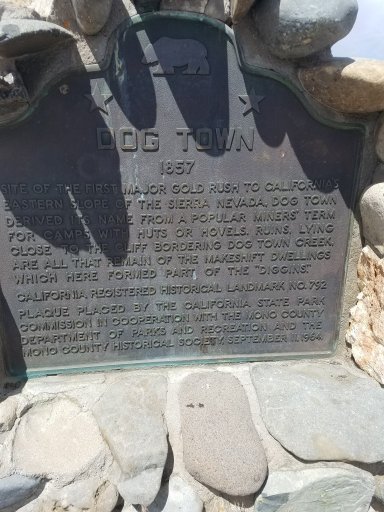 DOG TOWN
1857
SITE OF THE FIRST MAJOR GOLD RUSH TO CALIFORNIA'S
EASTERN SLOPE OF THE SIERRA NEVADA, DOG TOWN
DERIVED ITS NAME FROM A POPULAR MINERS' TERM
FOR CAMPS WITH HUTS OR HOVELS. RUINS, LYING
CLOSE TO THE CLIFF BORDERING DOG TOWN CREEK,
ARE ALL THAT REMAIN OF THE MAKESHIFT DWELLINGS
WHICH HERE FORMED PART OF THE "DIGGINS".
CALIFORNIA REGISTERED HISTORICAL LANDMARK NO. 792
PLAQUE PLACED BY THE CALIFORNIA STATE PARK
COMMISSION IN COOPERATION WITH THE MONO COUNTY
DEPARTMENT OF PARKS AND RECREATION AND THE
MONO COUNTY HISTORICAL SOCIETY, SEPTEMBER 11, 1964.